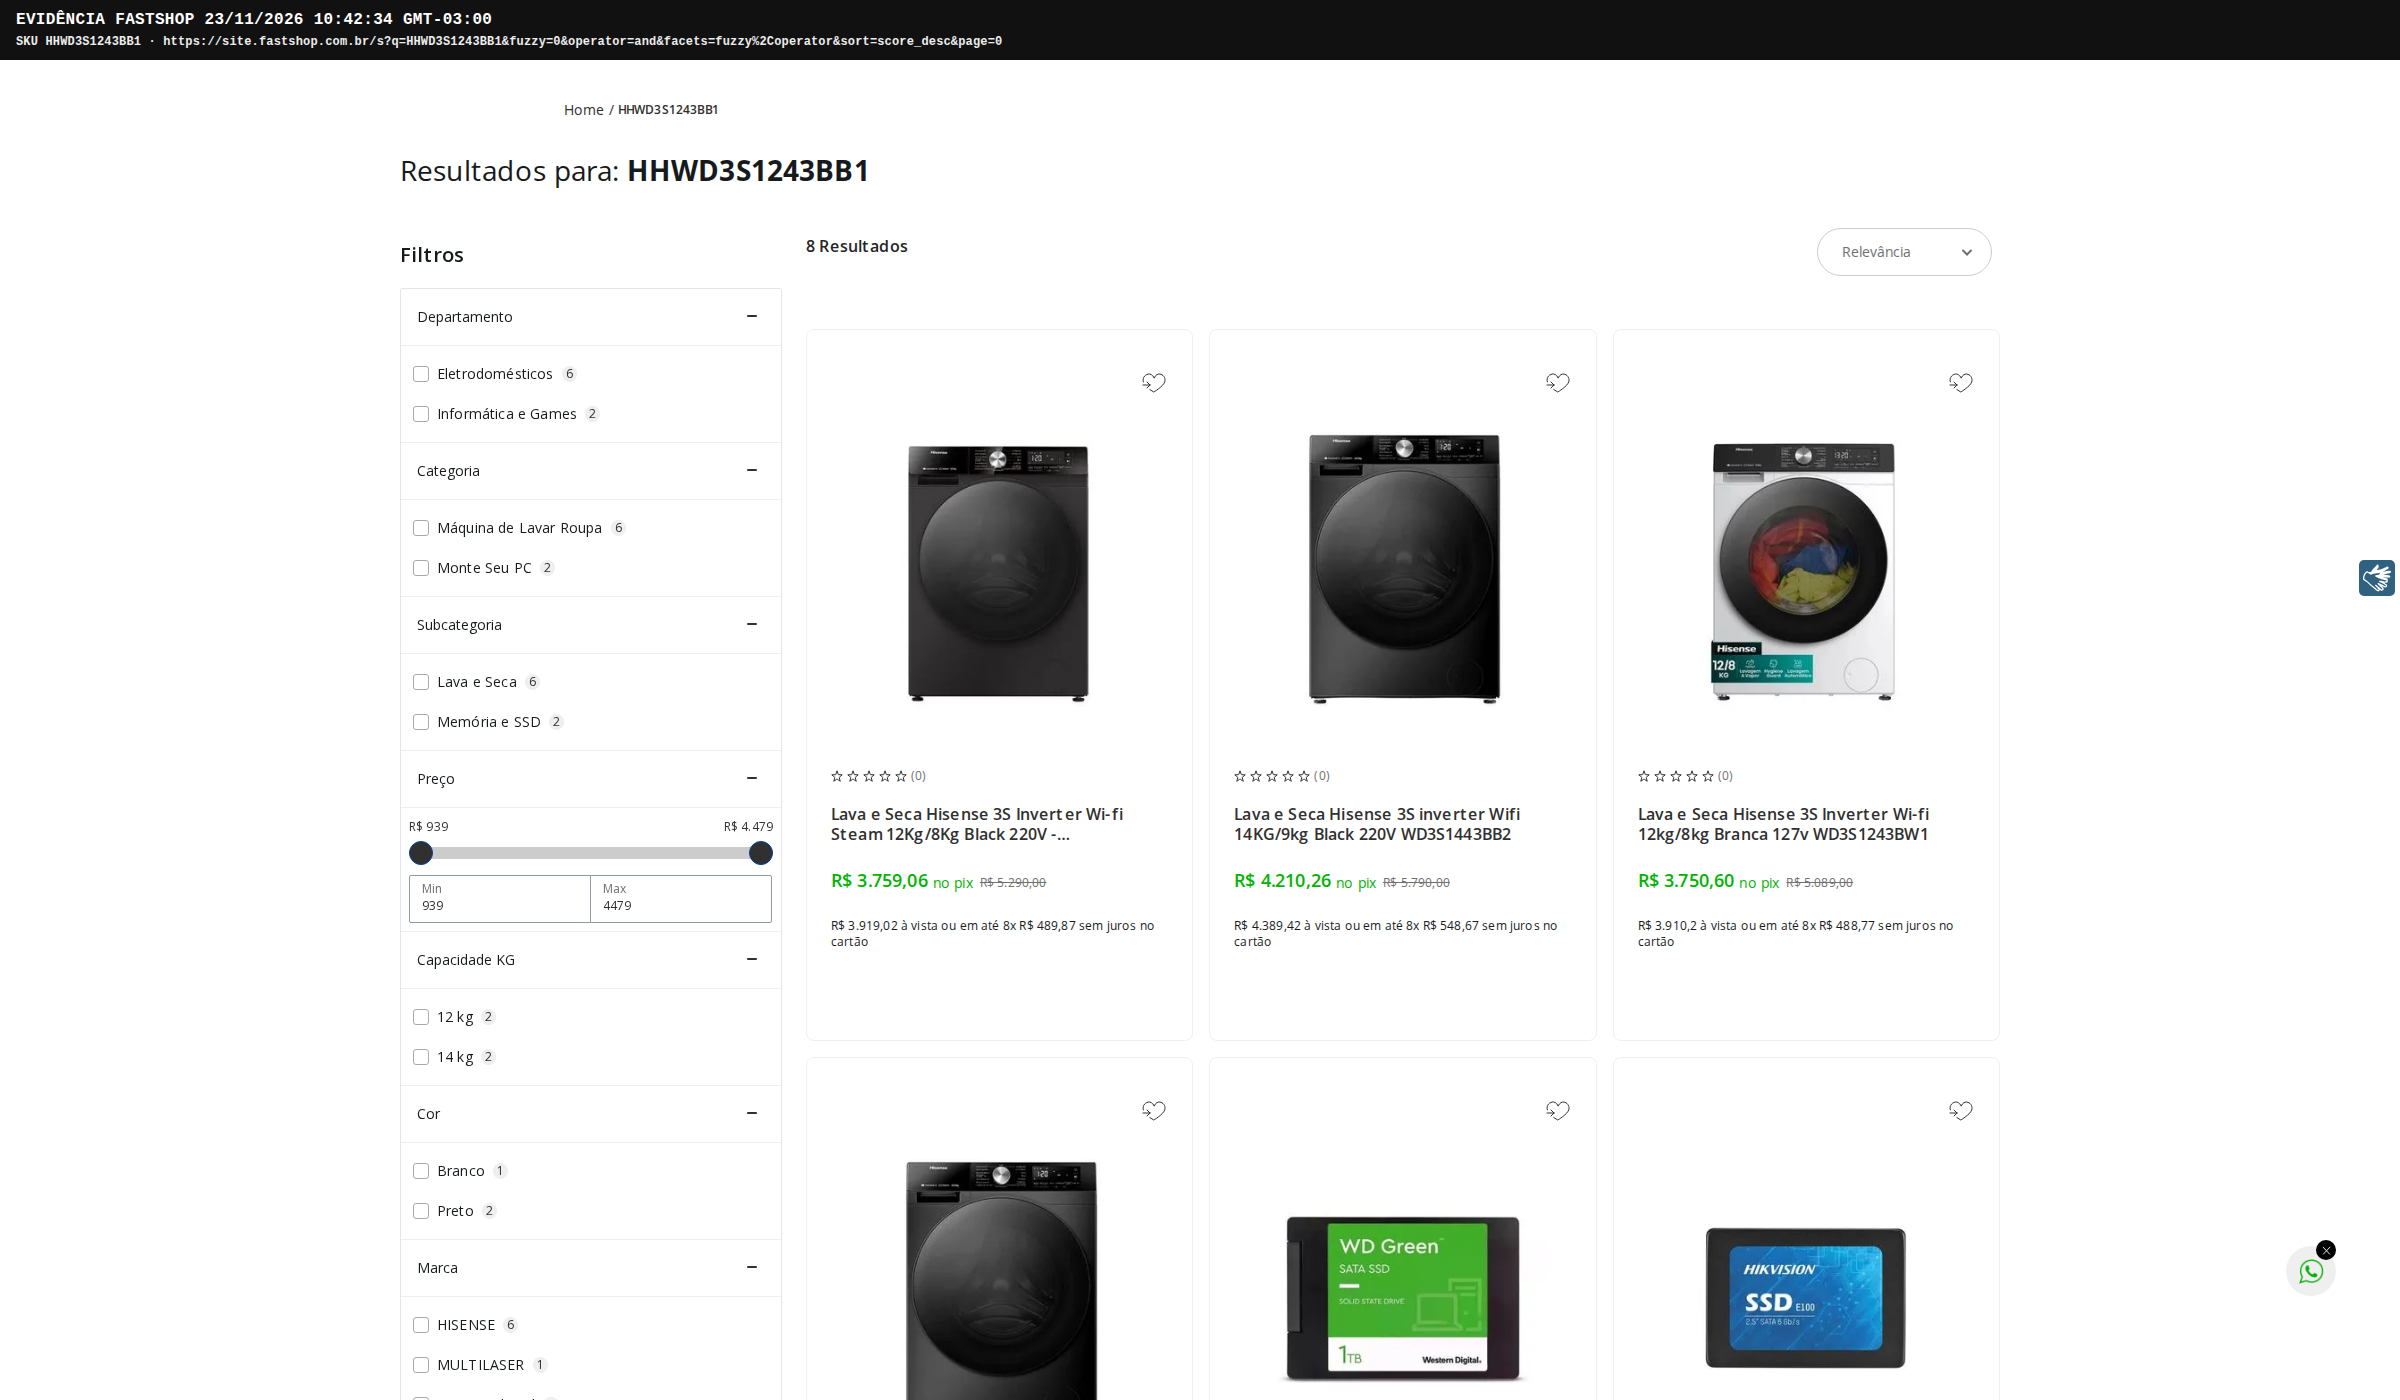 EVIDÊNCIA FASTSHOP 23/11/2026 10:42:34 GMT-03:00
SKU HHWD3S1243BB1 · https://site.fastshop.com.br/s?q=HHWD3S1243BB1&fuzzy=0&operator=and&facets=fuzzy%2Coperator&sort=score_desc&page=0
Home / HHWD3S1243BB1
Resultados para: HHWD3S1243BB1
Filtros
8 Resultados
Relevância
Departamento
Eletrodomésticos 6
Informática e Games 2
Categoria
Máquina de Lavar Roupa 6
Monte Seu PC 2
Subcategoria
Lava e Seca 6
Memória e SSD 2
Preço
R$ 939 R$ 4.479
Min
939
Max
4479
Capacidade KG
12 kg 2
14 kg 2
Cor
Branco 1
Preto 2
Marca
HISENSE 6
MULTILASER 1
Hisense
(0)
Lava e Seca Hisense 3S Inverter Wi-fi
Steam 12Kg/8Kg Black 220V -...
R$ 3.759,06 no pix R$ 5.290,00
R$ 3.919,02 à vista ou em até 8x R$ 489,87 sem juros no
cartão
Hisense
(0)
Lava e Seca Hisense 3S inverter Wifi
14KG/9kg Black 220V WD3S1443BB2
R$ 4.210,26 no pix R$ 5.790,00
R$ 4.389,42 à vista ou em até 8x R$ 548,67 sem juros no
cartão
Hisense
Hisense
12/8
KG
(0)
Lava e Seca Hisense 3S Inverter Wi-fi
12kg/8kg Branca 127v WD3S1243BW1
R$ 3.750,60 no pix R$ 5.089,00
R$ 3.910,2 à vista ou em até 8x R$ 488,77 sem juros no
cartão
Hisense
WD Green
SATA SSD
SOLID STATE DRIVE
1TB
Western Digital.
HIKVISION
SSD E100
2.5" SATA 6 Gb/s